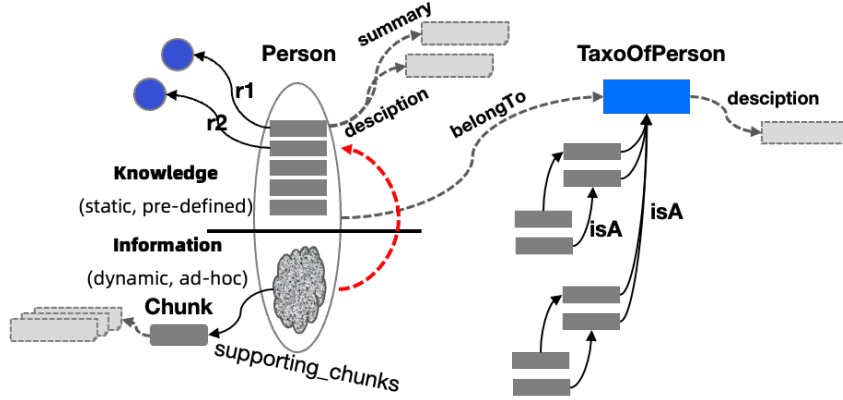 summary
Person
TaxoOfPerson
r1
desciption
r2
desciption
belongTo
Knowledge
(static, pre-defined)
isA
isA
Information
(dynamic, ad-hoc)
Chunk
supporting_chunks